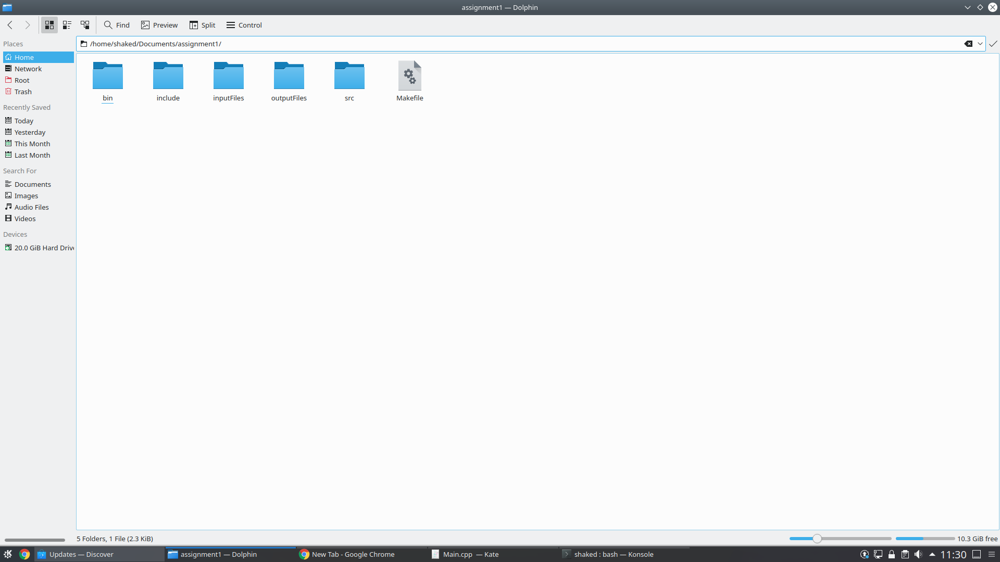 assignment1 — Dolphin
Find
Preview
Split
Control
Places
Home
Network
Root
Trash
Recently Saved
Today
Yesterday
This Month
Last Month
Search For
Documents
Images
Audio Files
Videos
Devices
20.0 GiB Hard Drive
/home/shaked/Documents/assignment1/
bin
include
inputFiles
outputFiles
src
Makefile
5 Folders, 1 File (2.3 KiB)
10.3 GiB free
Updates — Discover
assignment1 — Dolphin
New Tab - Google Chrome
Main.cpp — Kate
shaked : bash — Konsole
11:30